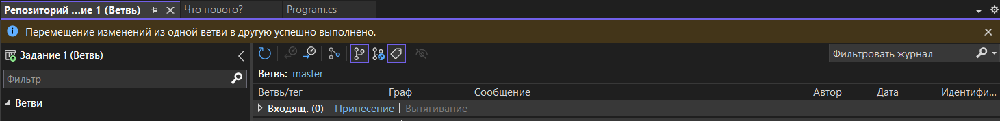 Репозиторий ...ие 1 (Ветвь) Что нового? Program.cs
Перемещение изменений из одной ветви в другую успешно выполнено.
Задание 1 (Ветвь)
Фильтровать журнал
Фильтр
Ветвь: master
Ветвь/тег Граф Сообщение Автор Дата Идентифи...
Ветви
Входящ. (0) Принесение Вытягивание